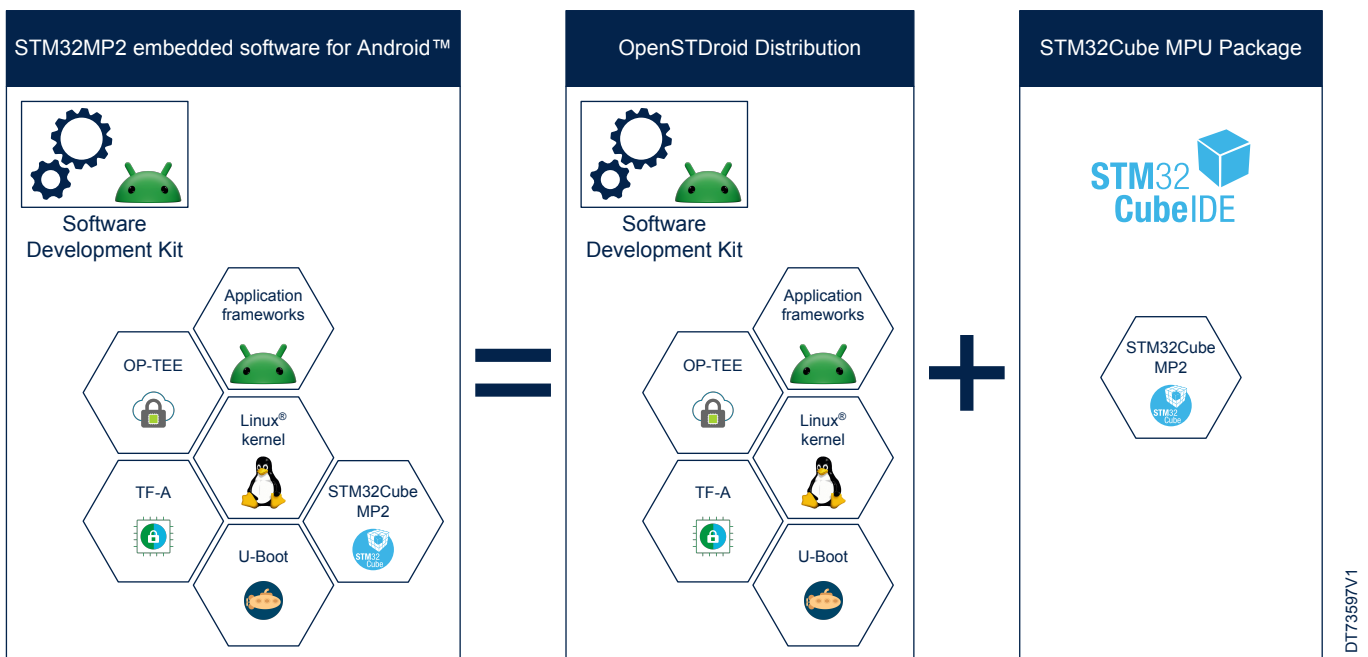 STM32MP2 embedded software for Android™
Software
Development Kit
Application
frameworks
OP-TEE
Linux®
kernel
TF-A
STM32Cube
MP2
STM32
Cube
U-Boot
OpenSTDroid Distribution
Software
Development Kit
Application
frameworks
OP-TEE
Linux®
kernel
TF-A
U-Boot
STM32Cube MPU Package
STM32
CubeIDE
STM32Cube
MP2
STM32
Cube
DT73597V1